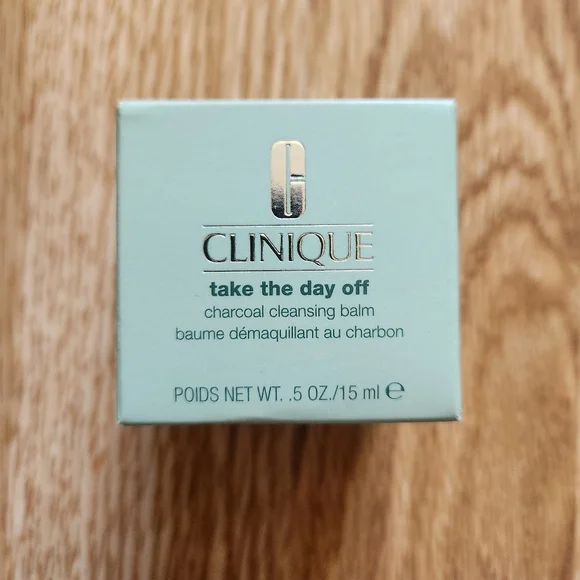 C
CLINIQUE
take the day off
charcoal cleansing balm
baume démaquillant au charbon
POIDS NET WT. .5 OZ./15 ml ℮